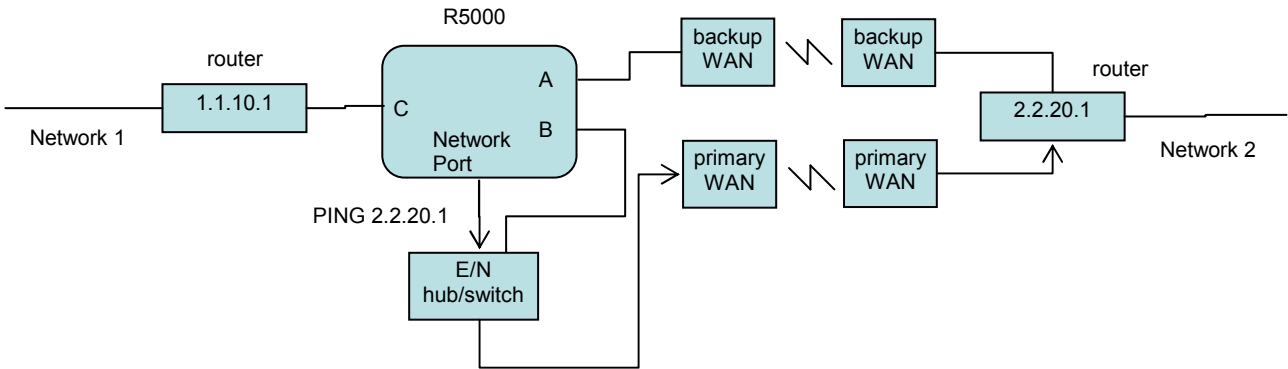 R5000
router
1.1.10.1
Network 1
C
A
B
Network
Port
PING 2.2.20.1
E/N
hub/switch
backup
WAN
backup
WAN
primary
WAN
primary
WAN
router
2.2.20.1
Network 2